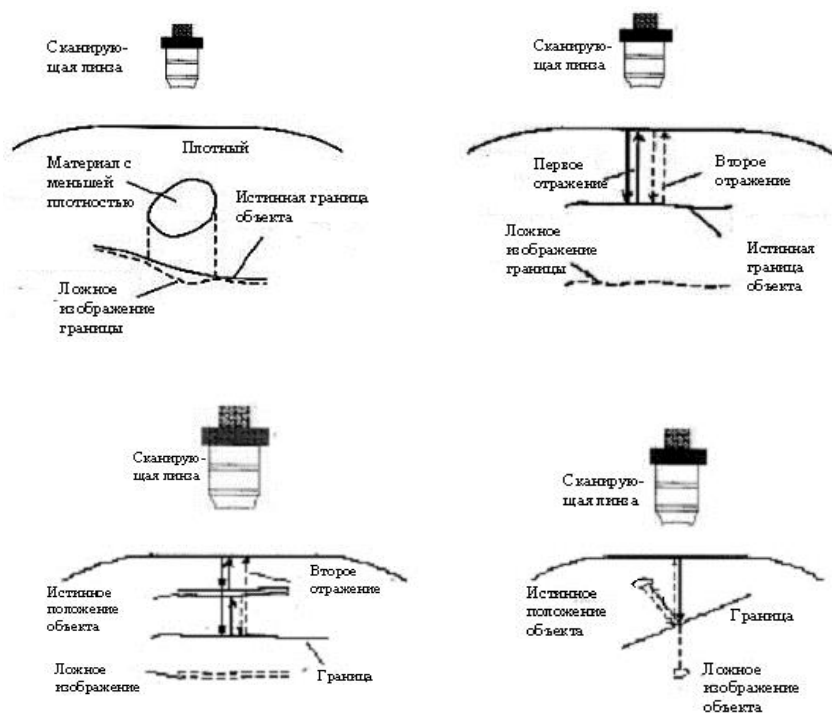 Сканирую-
щая линза
Плотный
Материал с
меньшей
плотностью
Истинная граница
объекта
Ложное
изображение
границы
Сканирую-
щая линза
Первое
отражение
Второе
отражение
Ложное
изображение
границы
Истинная
граница
объекта
Сканирую-
щая линза
Второе
отражение
Истинное
положение
объекта
Ложное
изображение
Граница
Сканирую-
щая линза
Истинное
положение
объекта
Граница
Ложное
изображение
объекта